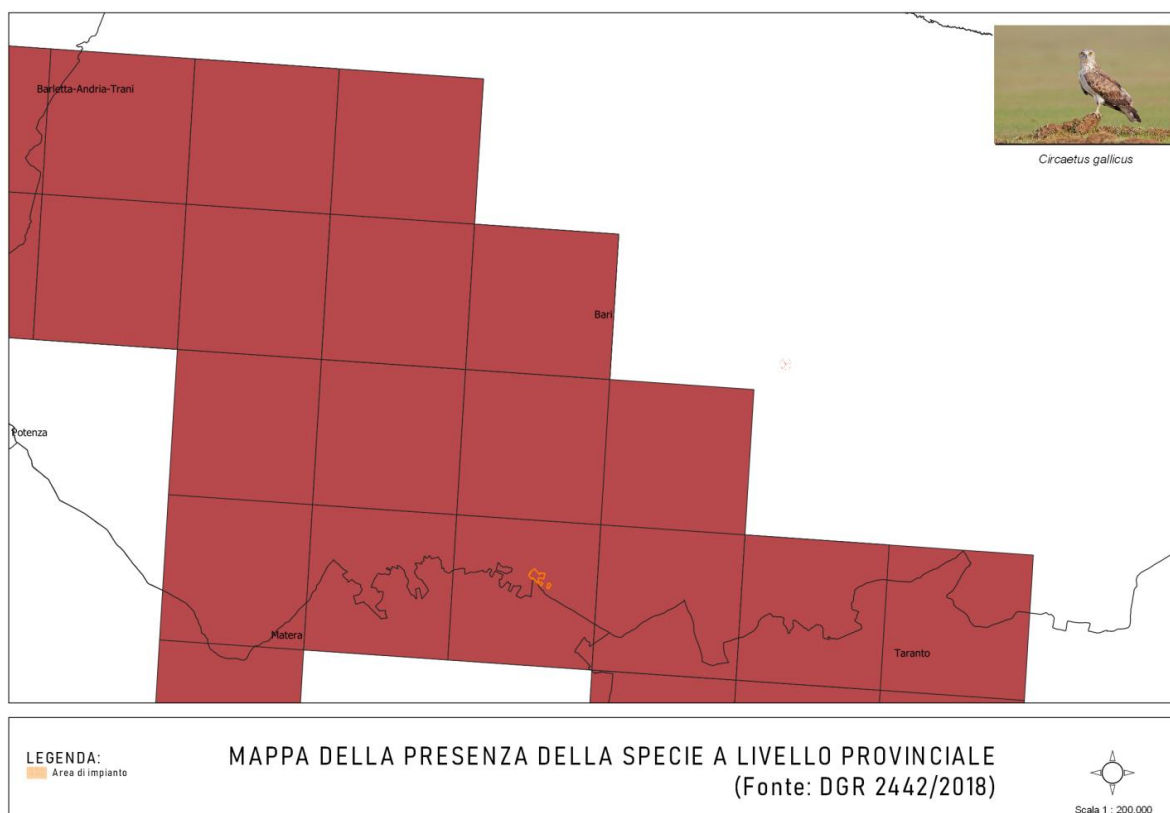 Barletta-Andria-Trani
Circaetus gallicus
Bari
Potenza
Matera
Taranto
LEGENDA:
Area di impianto
MAPPA DELLA PRESENZA DELLA SPECIE A LIVELLO PROVINCIALE
(Fonte: DGR 2442/2018)
Scala 1 : 200.000